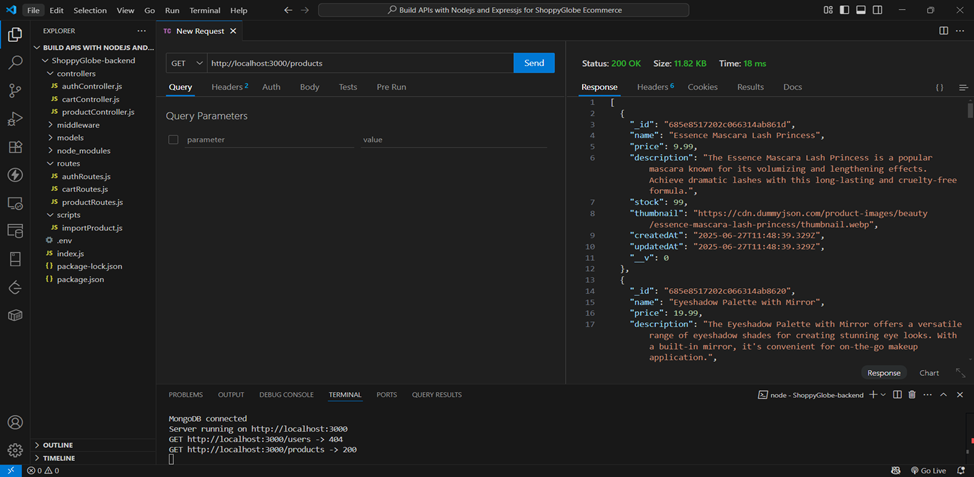 File Edit Selection View Go Run Terminal Help
Build APIs with Nodejs and Expressjs for ShoppyGlobe Ecommerce
EXPLORER
BUILD APIS WITH NODEJS AND...
ShoppyGlobe-backend
controllers
JS authController.js
JS cartController.js
JS productController.js
middleware
models
node_modules
routes
JS authRoutes.js
JS cartRoutes.js
JS productRoutes.js
scripts
JS importProduct.js
.env
JS index.js
{} package-lock.json
{} package.json
OUTLINE
TIMELINE
TC New Request
GET http://localhost:3000/products Send
Query Headers 2 Auth Body Tests Pre Run
Query Parameters
parameter value
Status: 200 OK Size: 11.82 KB Time: 18 ms
Response Headers 6 Cookies Results Docs {}
1 [
2 {
3 "_id": "685e8517202c066314ab861d",
4 "name": "Essence Mascara Lash Princess",
5 "price": 9.99,
6 "description": "The Essence Mascara Lash Princess is a popular
mascara known for its volumizing and lengthening effects.
Achieve dramatic lashes with this long-lasting and cruelty-free
formula.",
7 "stock": 99,
8 "thumbnail": "https://cdn.dummyjson.com/product-images/beauty
/essence-mascara-lash-princess/thumbnail.webp",
9 "createdAt": "2025-06-27T11:48:39.329Z",
10 "updatedAt": "2025-06-27T11:48:39.329Z",
11 "__v": 0
12 },
13 {
14 "_id": "685e8517202c066314ab8620",
15 "name": "Eyeshadow Palette with Mirror",
16 "price": 19.99,
17 "description": "The Eyeshadow Palette with Mirror offers a versatile
range of eyeshadow shades for creating stunning eye looks. With
a built-in mirror, it's convenient for on-the-go makeup
application.",
Response Chart
PROBLEMS OUTPUT DEBUG CONSOLE TERMINAL PORTS QUERY RESULTS
node - ShoppyGlobe-backend
MongoDB connected
Server running on http://localhost:3000
GET http://localhost:3000/users -> 404
GET http://localhost:3000/products -> 200
0 0 Go Live